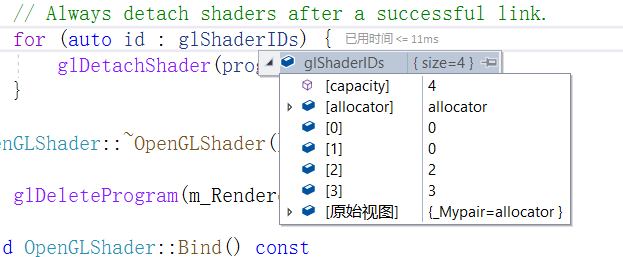 // Always detach shaders after a successful link.
for (auto id : glShaderIDs) { 已用时间 <= 11ms
glDetachShader(prog
glShaderIDs { size=4 }
}
[capacity] 4
[allocator] allocator
[0] 0
[1] 0
[2] 2
[3] 3
[原始视图] {_Mypair=allocator }
enGLShader::~OpenGLShader(
glDeleteProgram(m_Rendere
d OpenGLShader::Bind() const